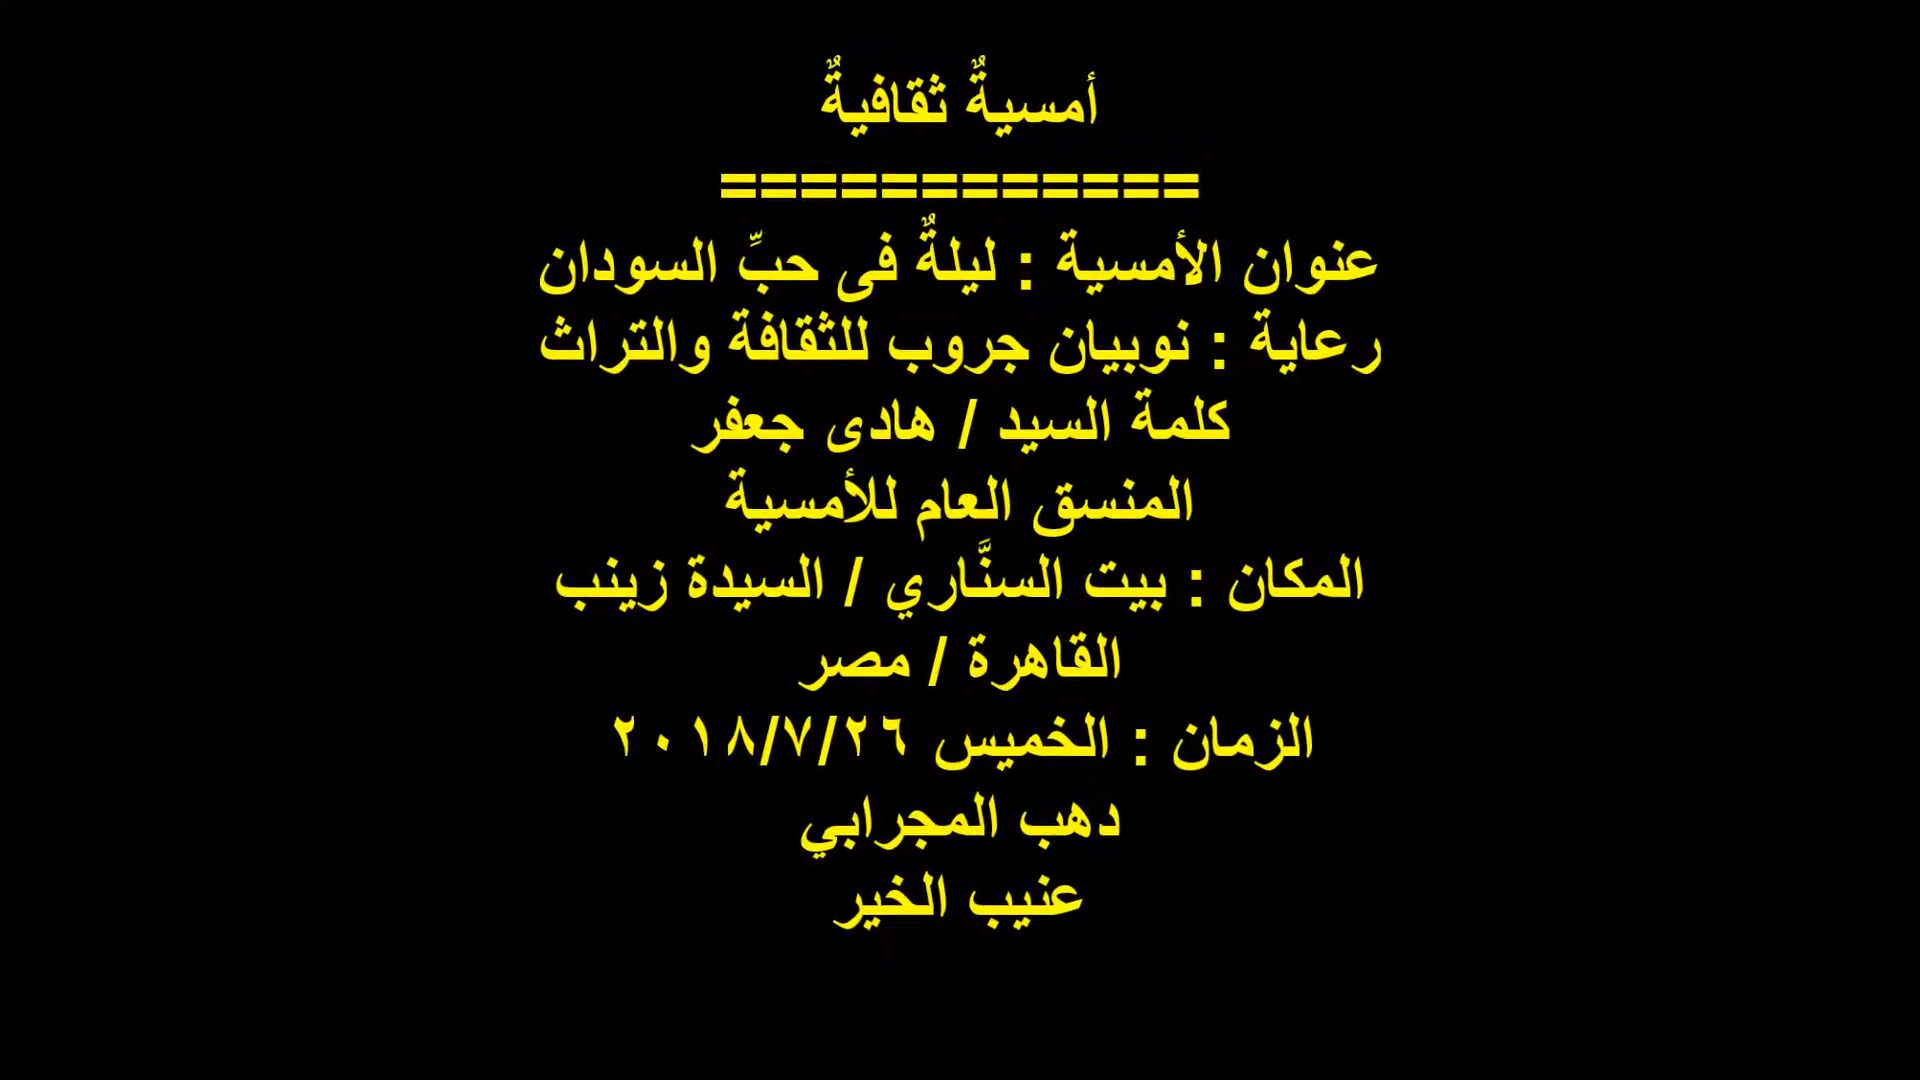 أمسيةٌ ثقافيةٌ
============
عنوان الأمسية : ليلةٌ فى حبِّ السودان
رعاية : نوبيان جروب للثقافة والتراث
كلمة السيد / هادى جعفر
المنسق العام للأمسية
المكان : بيت السنَّاري / السيدة زينب
القاهرة / مصر
الزمان : الخميس ٢٠١٨/٧/٢٦
دهب المجرابي
عنيب الخير